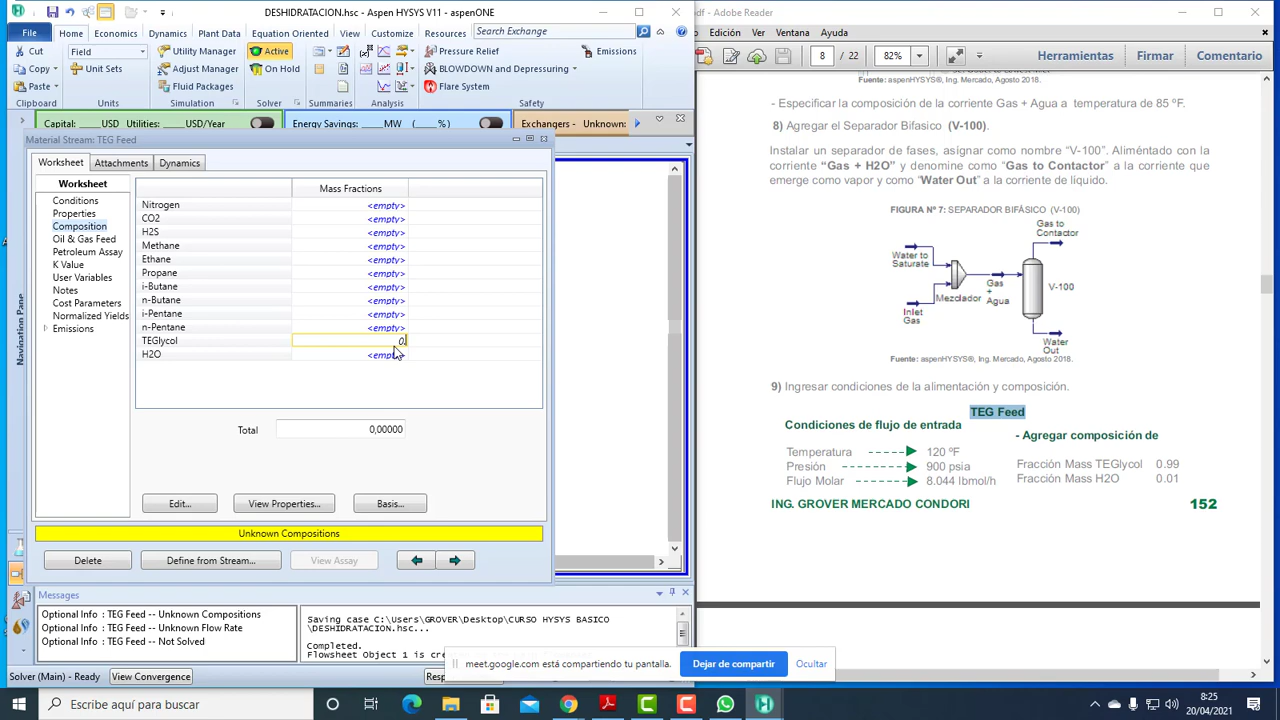 DESHIDRATACION.hsc - Aspen HYSYS V11 - aspenONE
File Home Economics Dynamics Plant Data Equation Oriented View Customize Resources Search Exchange
Cut Field Utility Manager Active Pressure Relief Emissions
Copy Unit Sets Adjust Manager On Hold BLOWDOWN and Depressuring
Paste Fluid Packages Flare System
Clipboard Units Simulation Solver Summaries Analysis Safety
Capital: USD Utilities: USD/Year Energy Savings: MW (%) Exchangers - Unknown:
Material Stream: TEG Feed
Worksheet Attachments Dynamics
Worksheet
Conditions
Properties
Composition
Oil & Gas Feed
Petroleum Assay
K Value
User Variables
Notes
Cost Parameters
Normalized Yields
Emissions
Mass Fractions
Nitrogen <empty>
CO2 <empty>
H2S <empty>
Methane <empty>
Ethane <empty>
Propane <empty>
i-Butane <empty>
n-Butane <empty>
i-Pentane <empty>
n-Pentane <empty>
TEGlycol 0,
H2O <empty>
Total 0,00000
Edit... View Properties... Basis...
Unknown Compositions
Delete Define from Stream... View Assay
Navigation Pane
Messages
Optional Info : TEG Feed -- Unknown Compositions
Optional Info : TEG Feed -- Unknown Flow Rate
Optional Info : TEG Feed -- Not Solved
Saving case C:\Users\GROVER\Desktop\CURSO HYSYS BASICO
\DESHIDRATACION.hsc...
Completed.
Solver (Main) - Ready View Convergence
meet.google.com está compartiendo tu pantalla. Dejar de compartir Ocultar
.pdf - Adobe Reader
Edición Ver Ventana Ayuda
8 / 22 82% Herramientas Firmar Comentario
Fuente: aspenHYSYS®, Ing. Mercado, Agosto 2018.
- Especificar la composición de la corriente Gas + Agua a temperatura de 85 ºF.
8) Agregar el Separador Bifasico (V-100).
Instalar un separador de fases, asignar como nombre “V-100”. Aliméntado con la
corriente “Gas + H2O” y denomine como “Gas to Contactor” a la corriente que
emerge como vapor y como “Water Out” a la corriente de líquido.
FIGURA Nº 7: SEPARADOR BIFÁSICO (V-100)
Gas to
Contactor
Water to
Saturate
Mezclador
Gas
+
Agua
V-100
Inlet
Gas
Water
Out
Fuente: aspenHYSYS®, Ing. Mercado, Agosto 2018.
9) Ingresar condiciones de la alimentación y composición.
TEG Feed
Condiciones de flujo de entrada
- Agregar composición de
Temperatura 120 ºF
Presión 900 psia
Flujo Molar 8.044 lbmol/h
Fracción Mass TEGlycol 0.99
Fracción Mass H2O 0.01
ING. GROVER MERCADO CONDORI 152
Escribe aquí para buscar
8:25
20/04/2021